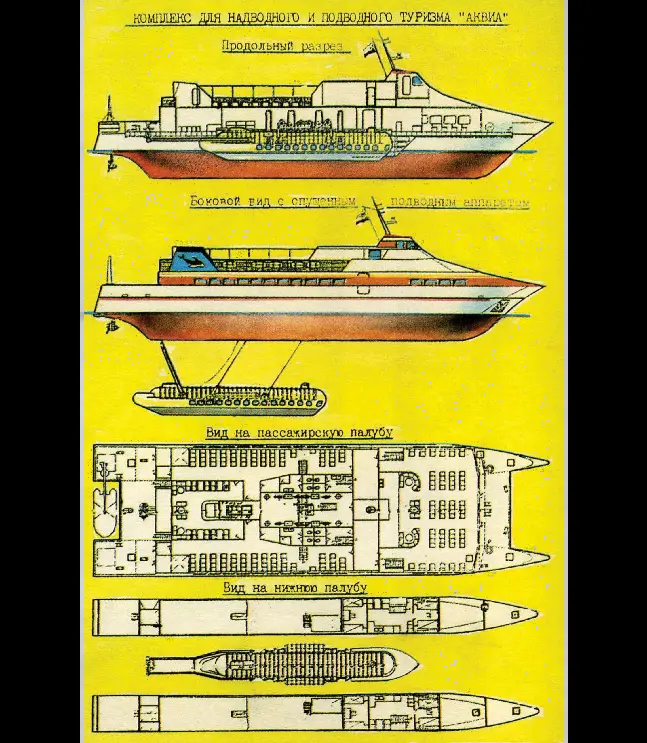 КОМПЛЕКС ДЛЯ НАДВОДНОГО И ПОДВОДНОГО ТУРИЗМА "АКВИА"
Продольный разрез
Боковой вид с спущенным подводным аппаратом
Вид на пассажирскую палубу
Вид на нижнюю палубу